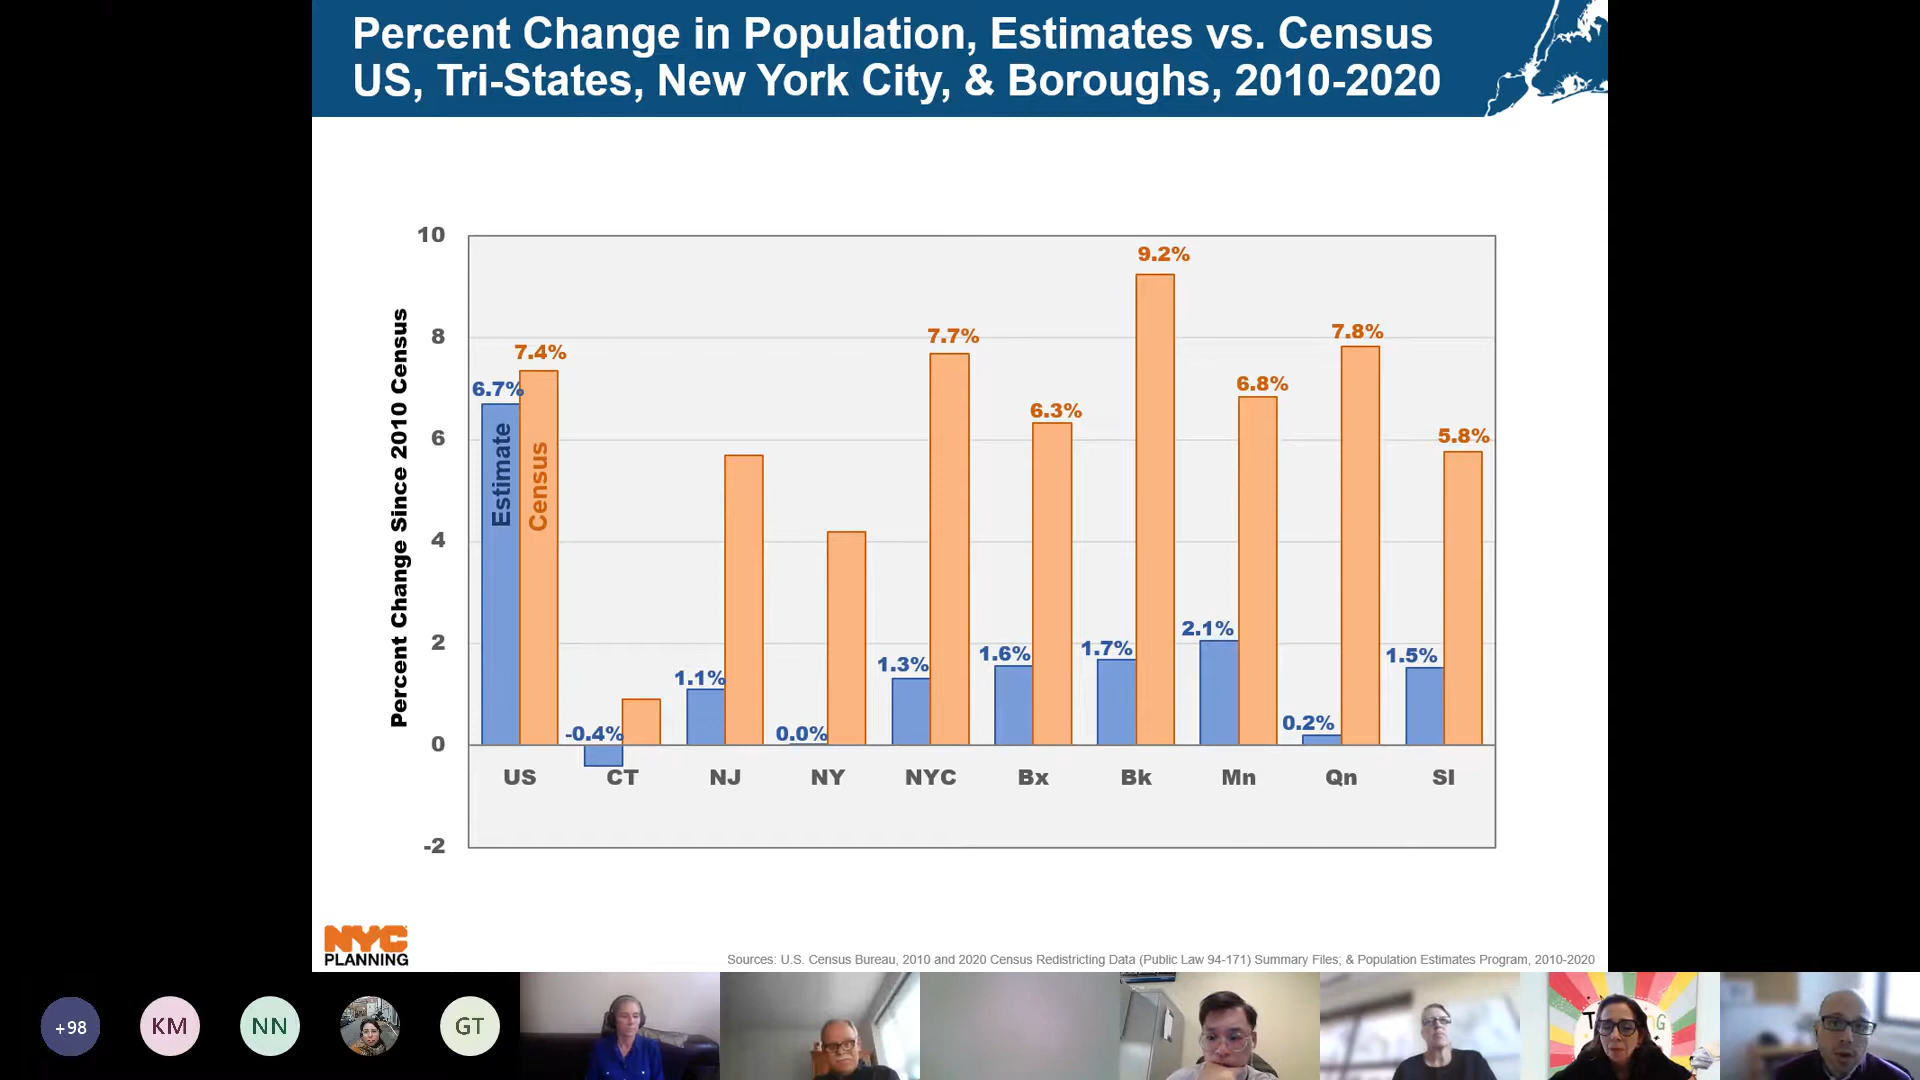 Percent Change in Population, Estimates vs. Census
US, Tri-States, New York City, & Boroughs, 2010-2020
Percent Change Since 2010 Census
10
8
6
4
2
0
-2
6.7%
7.4%
Estimate
Census
-0.4%
1.1%
0.0%
1.3%
7.7%
1.6%
6.3%
1.7%
9.2%
2.1%
6.8%
0.2%
7.8%
1.5%
5.8%
US CT NJ NY NYC Bx Bk Mn Qn SI
NYC
PLANNING
Sources: U.S. Census Bureau, 2010 and 2020 Census Redistricting Data (Public Law 94-171) Summary Files; & Population Estimates Program, 2010-2020
+98 KM NN GT